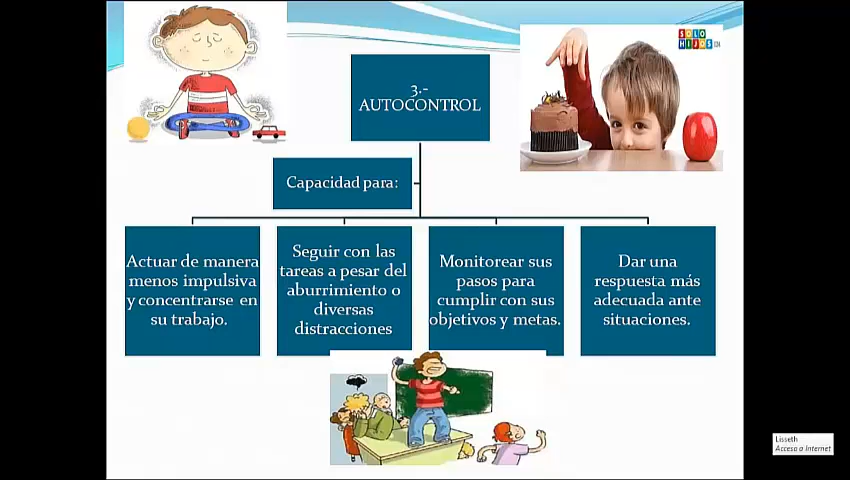 SOLO
HIJOS
3.-
AUTOCONTROL
Capacidad para:
Actuar de manera
menos impulsiva
y concentrarse en
su trabajo.
Seguir con las
tareas a pesar del
aburrimiento o
diversas
distracciones
Monitorear sus
pasos para
cumplir con sus
objetivos y metas.
Dar una
respuesta más
adecuada ante
situaciones.
Lisseth
Acceso a Internet